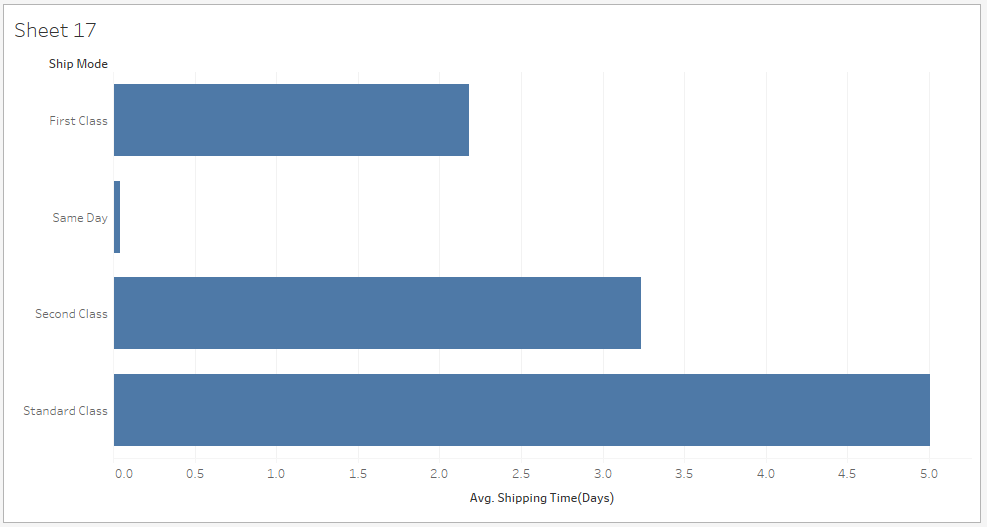 Sheet 17
Ship Mode
First Class
Same Day
Second Class
Standard Class
0.0 0.5 1.0 1.5 2.0 2.5 3.0 3.5 4.0 4.5 5.0
Avg. Shipping Time(Days)